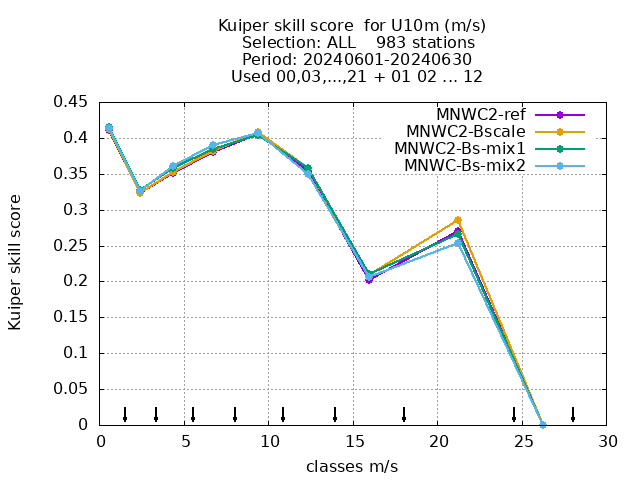 Kuiper skill score  for U10m (m/s)
Selection: ALL    983 stations
Period: 20240601-20240630
Used 00,03,...,21 + 01 02 ... 12
MNWC2-ref
MNWC2-Bscale
MNWC2-Bs-mix1
MNWC-Bs-mix2
Kuiper skill score
0.45
0.4
0.35
0.3
0.25
0.2
0.15
0.1
0.05
0
0 5 10 15 20 25 30
classes m/s